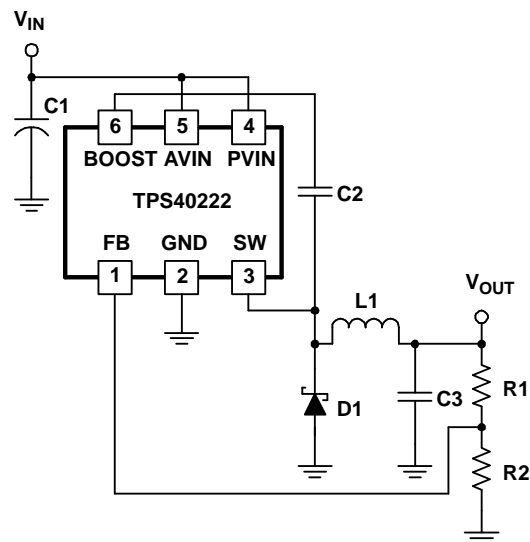 VIN
C1
6 5 4
BOOST AVIN PVIN
TPS40222
C2
FB GND SW
1 2 3
L1
VOUT
R1
D1
C3
R2